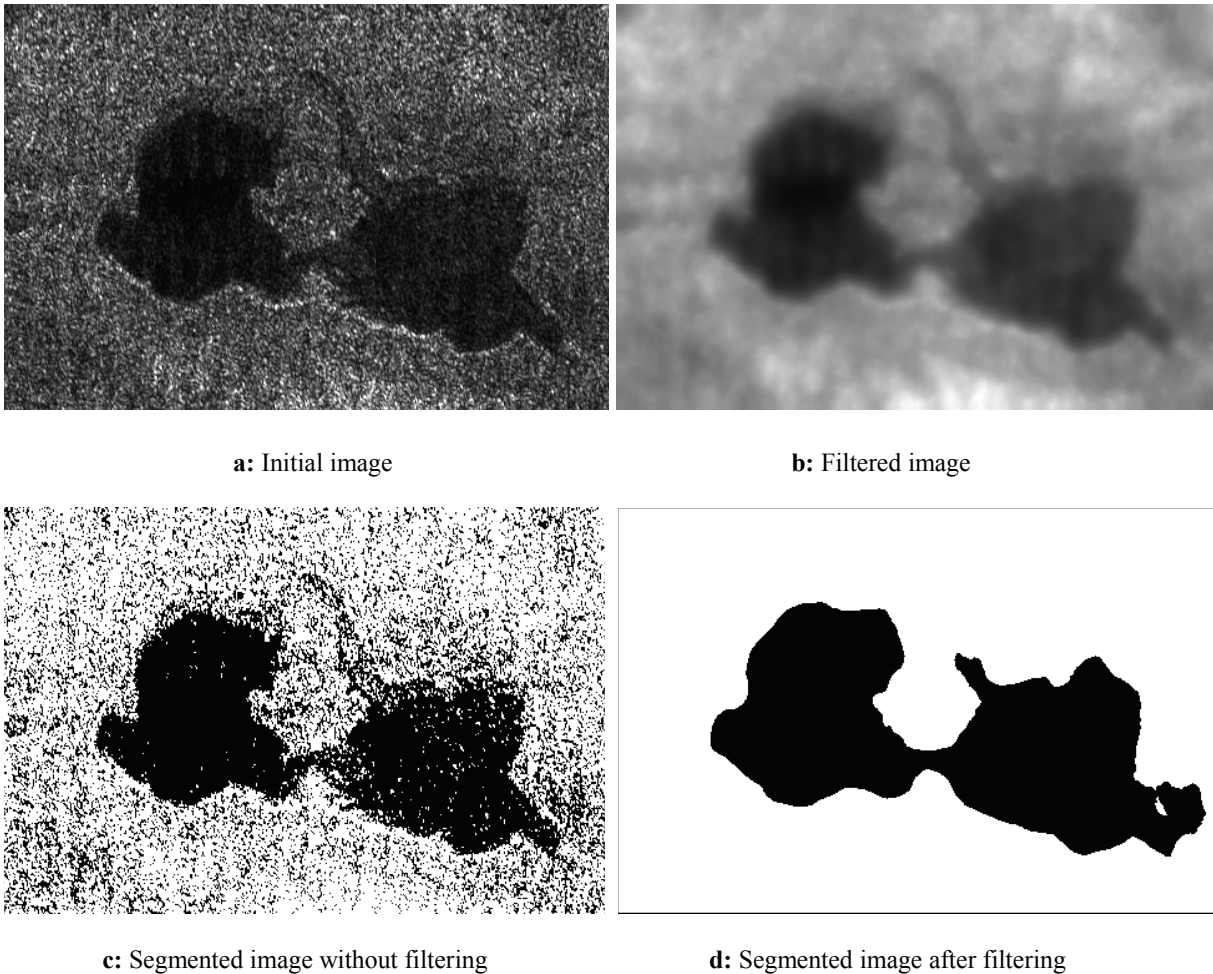 a: Initial image
b: Filtered image
c: Segmented image without filtering
d: Segmented image after filtering